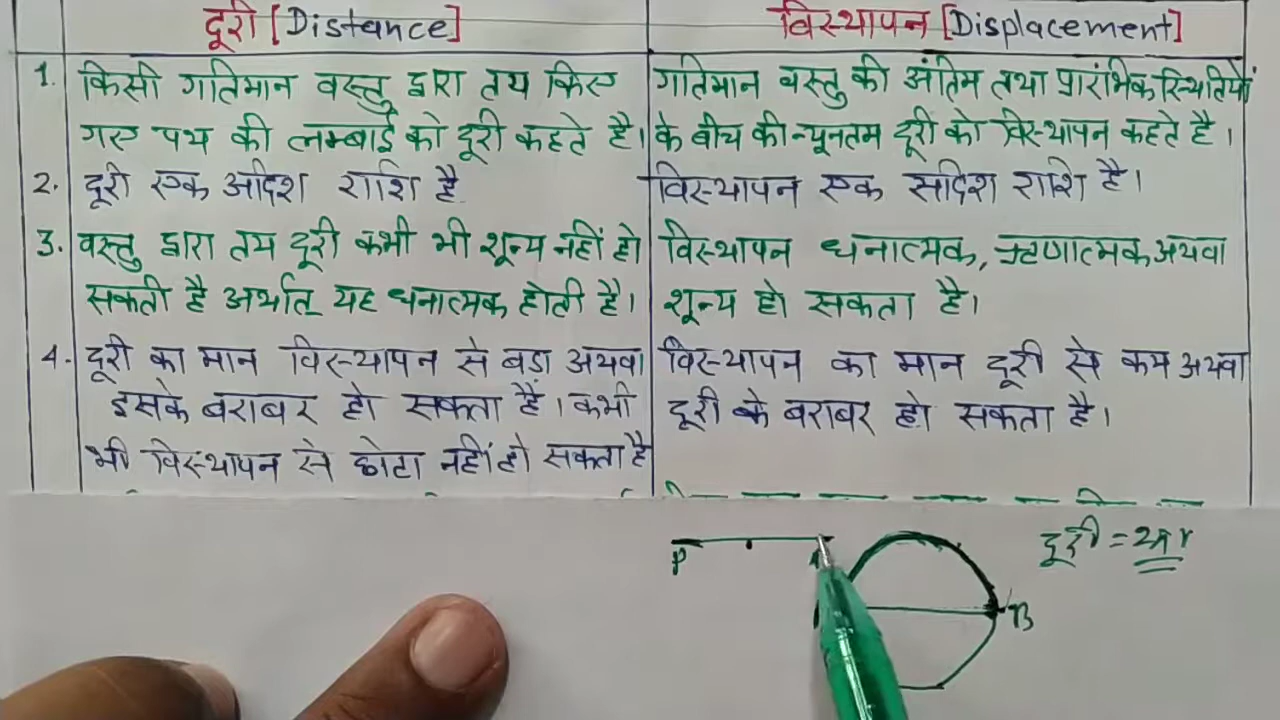 दूरी [Distance] विस्थापन [Displacement]
1. किसी गतिमान वस्तु द्वारा तय किए
गए पथ की लम्बाई को दूरी कहते है।
गतिमान वस्तु की अंतिम तथा प्रारंभिक स्थितियों
के बीच की न्यूनतम दूरी को विस्थापन कहते है।
2. दूरी एक अदिश राशि है
विस्थापन एक सदिश राशि है।
3. वस्तु द्वारा तय दूरी कभी भी शून्य नहीं हो
सकती है अर्थात् यह धनात्मक होती है।
विस्थापन धनात्मक, ऋणात्मक अथवा
शून्य हो सकता है।
4. दूरी का मान विस्थापन से बड़ा अथवा
इसके बराबर हो सकता है। कभी
भी विस्थापन से छोटा नहीं हो सकता है
विस्थापन का मान दूरी से कम अथवा
दूरी के बराबर हो सकता है।
P
B
दूरी = 2πr